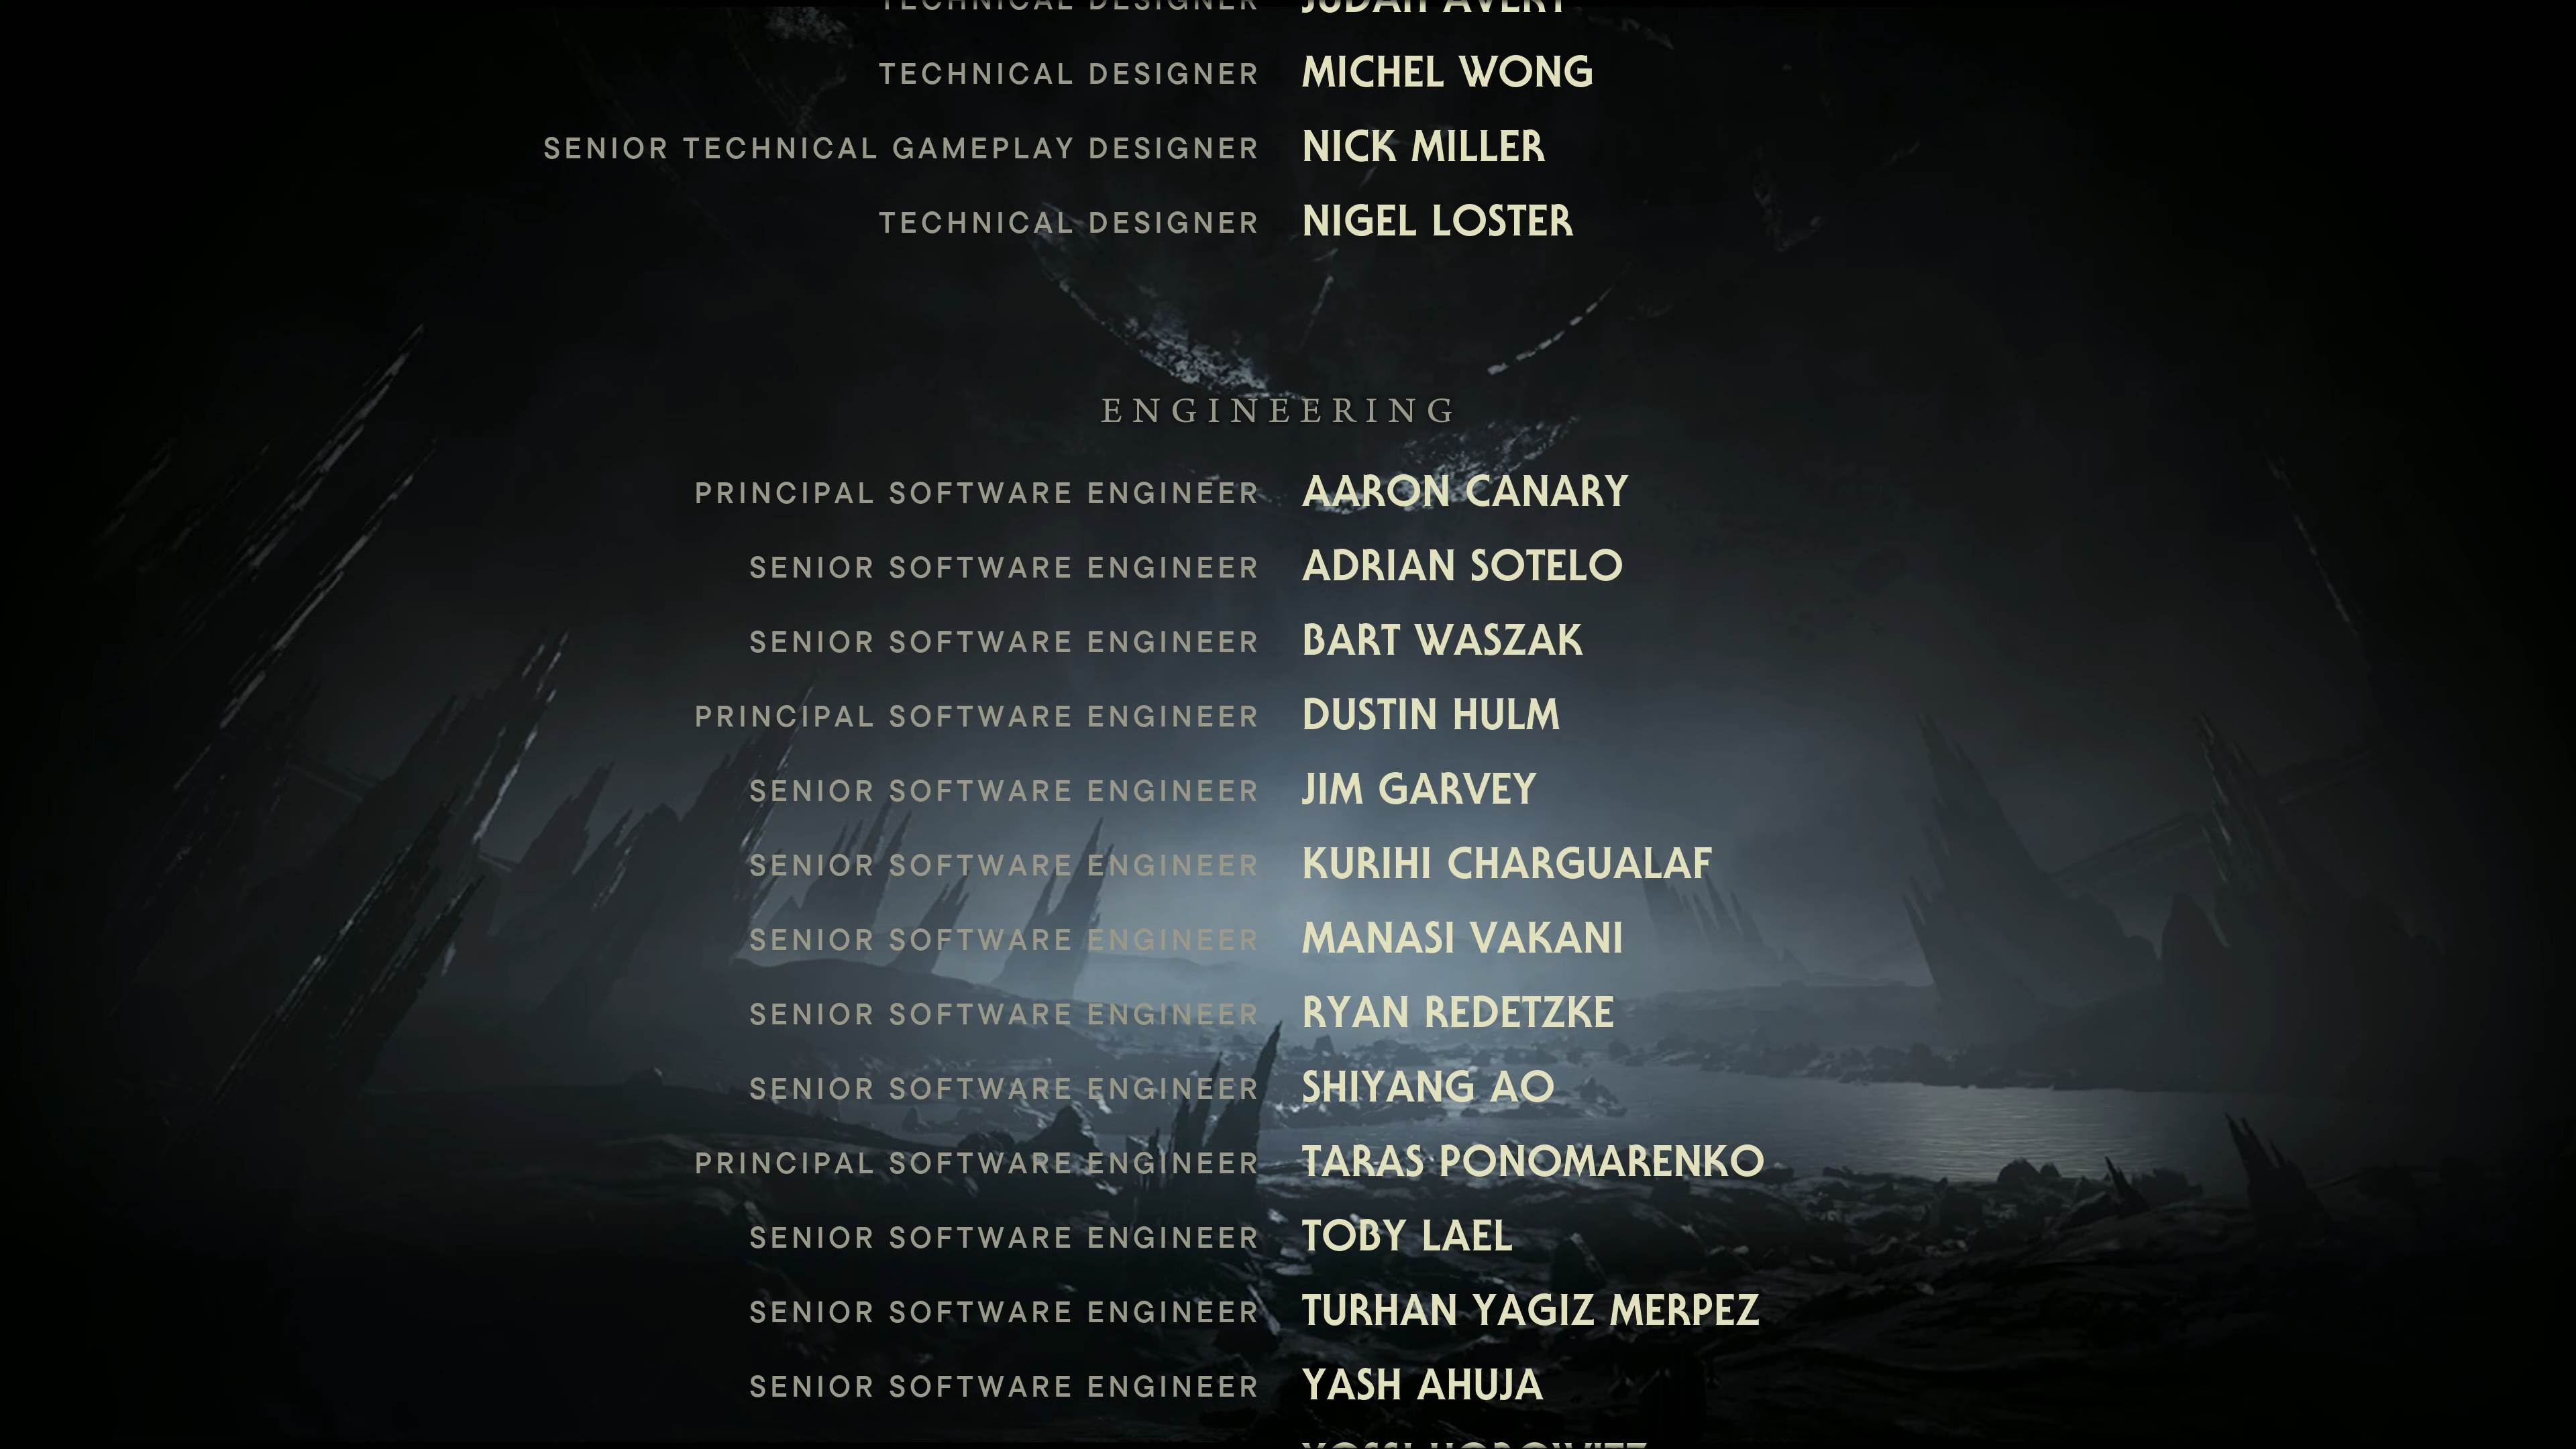 TECHNICAL DESIGNER JUDAH AVERY
TECHNICAL DESIGNER MICHEL WONG
SENIOR TECHNICAL GAMEPLAY DESIGNER NICK MILLER
TECHNICAL DESIGNER NIGEL LOSTER
ENGINEERING
PRINCIPAL SOFTWARE ENGINEER AARON CANARY
SENIOR SOFTWARE ENGINEER ADRIAN SOTELO
SENIOR SOFTWARE ENGINEER BART WASZAK
PRINCIPAL SOFTWARE ENGINEER DUSTIN HULM
SENIOR SOFTWARE ENGINEER JIM GARVEY
SENIOR SOFTWARE ENGINEER KURIHI CHARGUALAF
SENIOR SOFTWARE ENGINEER MANASI VAKANI
SENIOR SOFTWARE ENGINEER RYAN REDETZKE
SENIOR SOFTWARE ENGINEER SHIYANG AO
PRINCIPAL SOFTWARE ENGINEER TARAS PONOMARENKO
SENIOR SOFTWARE ENGINEER TOBY LAEL
SENIOR SOFTWARE ENGINEER TURHAN YAGIZ MERPEZ
SENIOR SOFTWARE ENGINEER YASH AHUJA